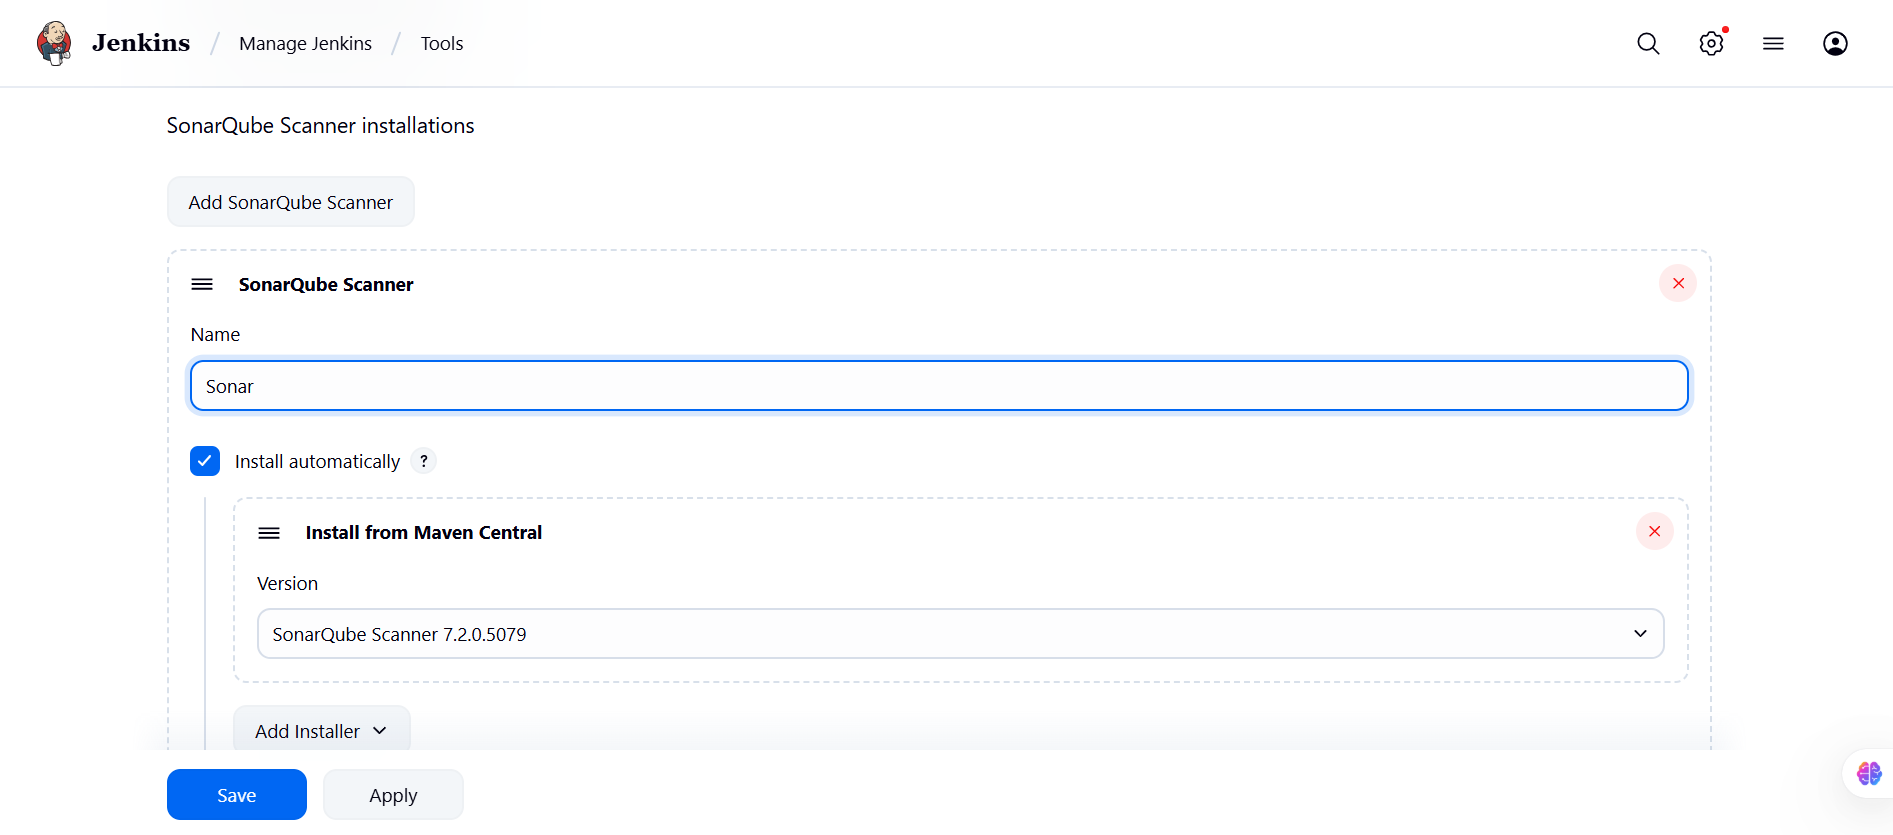 Jenkins / Manage Jenkins / Tools
SonarQube Scanner installations
Add SonarQube Scanner
SonarQube Scanner
Name
Sonar
Install automatically ?
Install from Maven Central
Version
SonarQube Scanner 7.2.0.5079
Add Installer
Save Apply